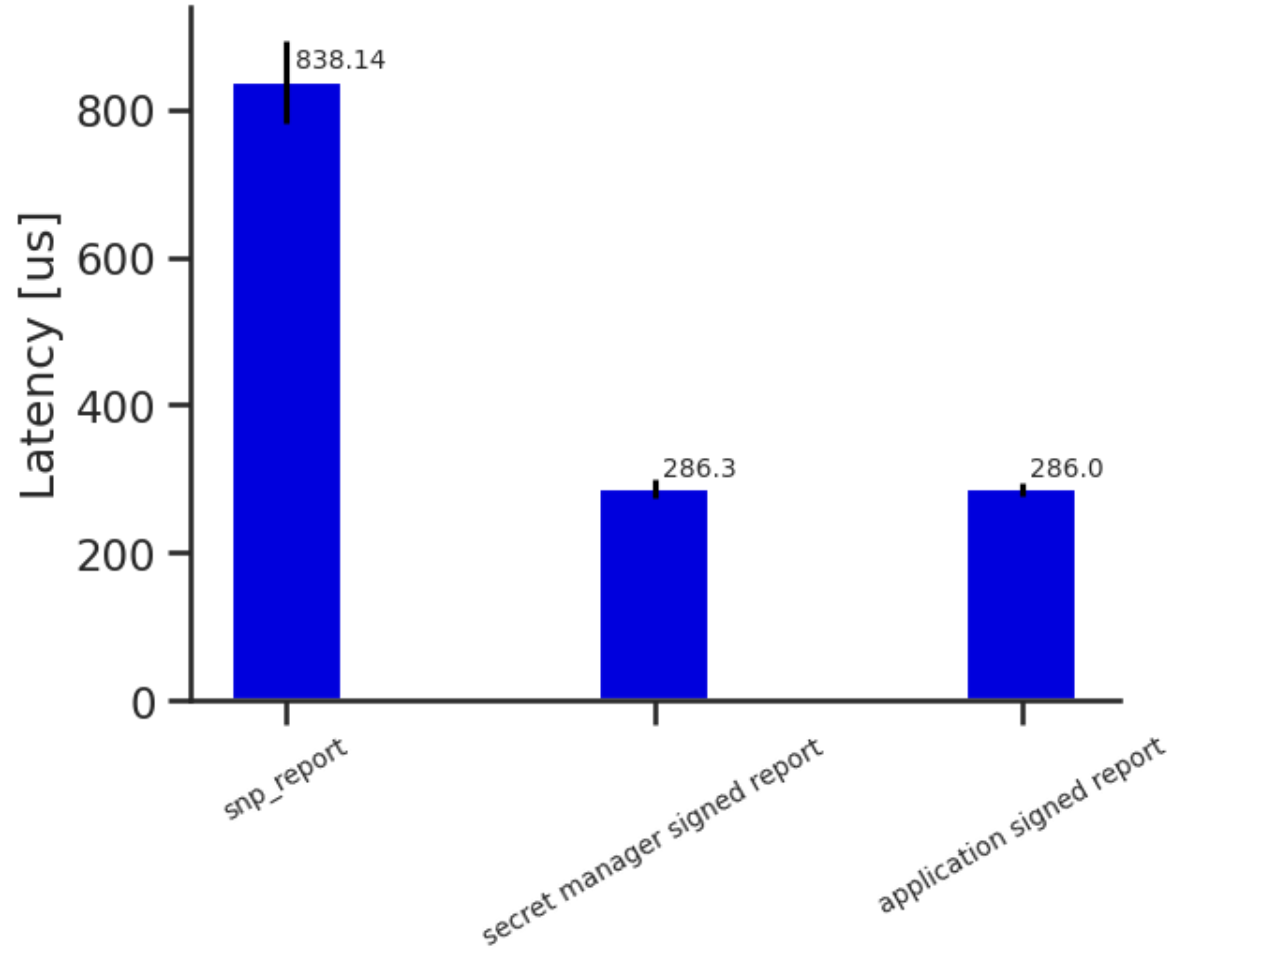 838.14
800
600
Latency [us]
400
286.3
286.0
200
0
snp_report
secret manager signed report
application signed report